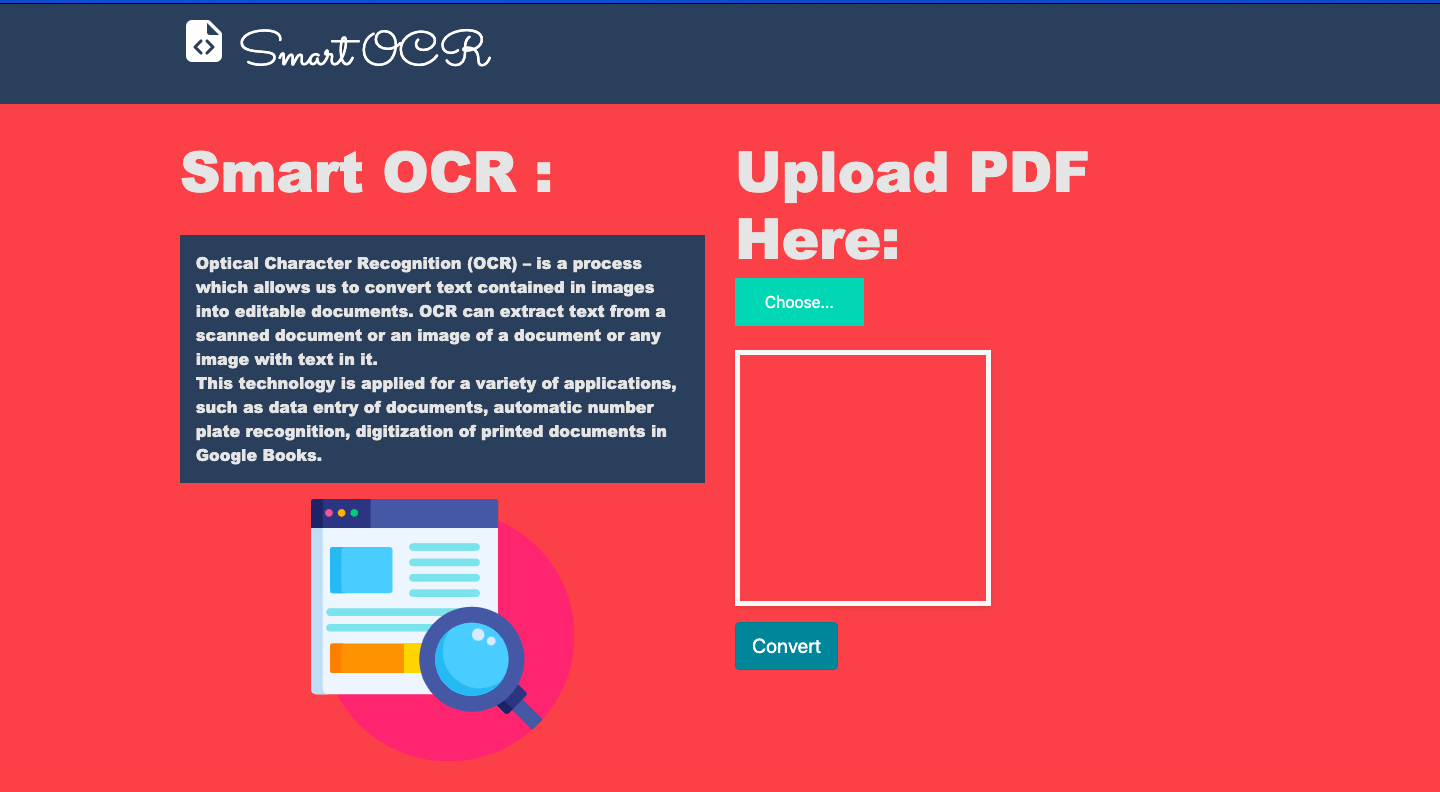 Smart OCR
Smart OCR :
Optical Character Recognition (OCR) – is a process
which allows us to convert text contained in images
into editable documents. OCR can extract text from a
scanned document or an image of a document or any
image with text in it.
This technology is applied for a variety of applications,
such as data entry of documents, automatic number
plate recognition, digitization of printed documents in
Google Books.
Upload PDF
Here:
Choose...
Convert